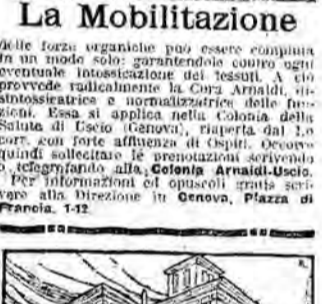 La Mobilitazione
delle forze organiche può essere compiuta
in un modo solo: garantendole contro ogni
eventuale intossicazione dei tessuti. A ciò
provvede radicalmente la Cura Arnaldi, di-
sintossicatrice e normalizzatrice delle fun-
zioni. Essa si applica nella Colonia della
Salute di Uscio (Genova), riaperta dal 1.o
corr. con forte affluenza di Ospiti. Occorre
quindi sollecitare le prenotazioni scrivendo
o telegrafando alla Colonia Arnaldi-Uscio.
Per informazioni ed opuscoli gratis scri-
vere alla Direzione in Genova, Piazza di
Francia, 1-12